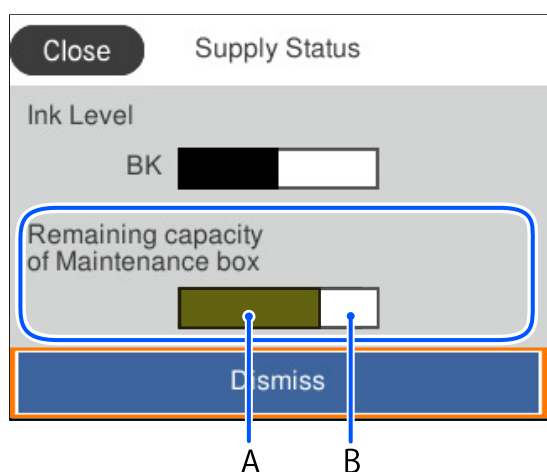 Close
Supply Status
Ink Level
BK
Remaining capacity
of Maintenance box
Dismiss
A
B